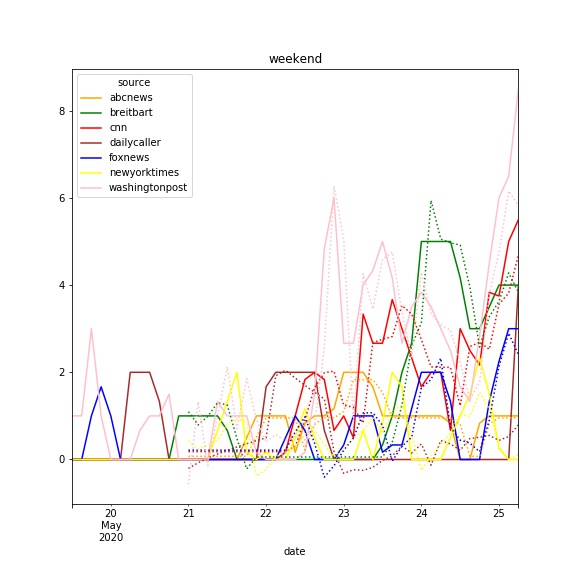 weekend
source
abcnews
breitbart
cnn
dailycaller
foxnews
newyorktimes
washingtonpost
8
6
4
2
0
20 21 22 23 24 25
May
2020
date